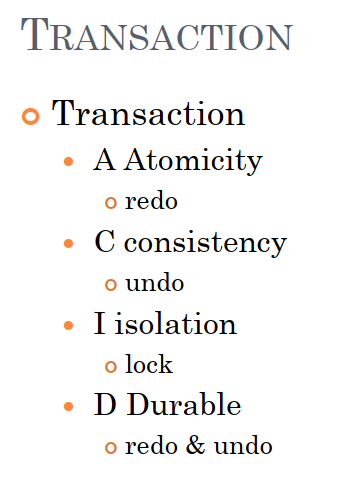 TRANSACTION
Transaction
A Atomicity
redo
C consistency
undo
I isolation
lock
D Durable
redo & undo